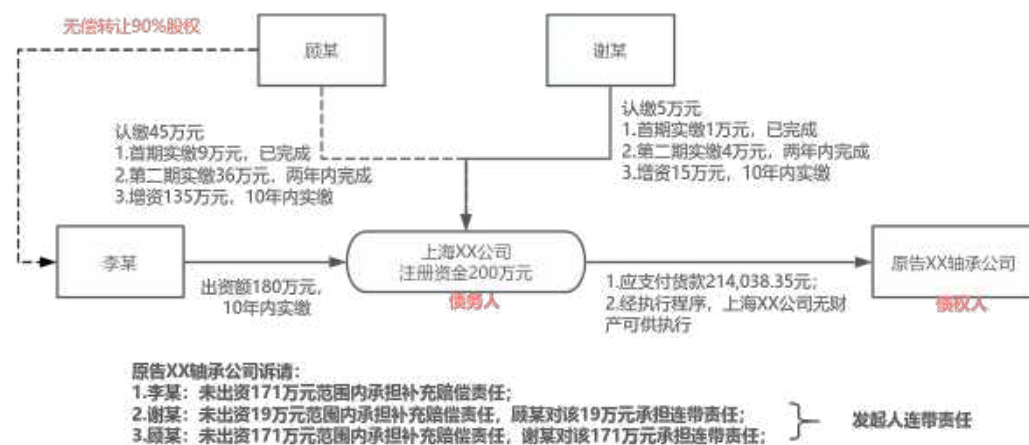 无偿转让90%股权
顾某
谢某
认缴45万元
1.首期实缴9万元，已完成
2.第二期实缴36万元，两年内完成
3.增资135万元，10年内实缴
认缴5万元
1.首期实缴1万元，已完成
2.第二期实缴4万元，两年内完成
3.增资15万元，10年内实缴
李某
出资额180万元，
10年内实缴
上海XX公司
注册资金200万元
债务人
1.应支付货款214,038.35元；
2.经执行程序，上海XX公司无财
产可供执行
原告XX轴承公司
债权人
原告XX轴承公司诉请：
1.李某：未出资171万元范围内承担补充赔偿责任；
2.谢某：未出资19万元范围内承担补充赔偿责任，顾某对该19万元承担连带责任；
3.顾某：未出资171万元范围内承担补充赔偿责任，谢某对该171万元承担连带责任；
发起人连带责任